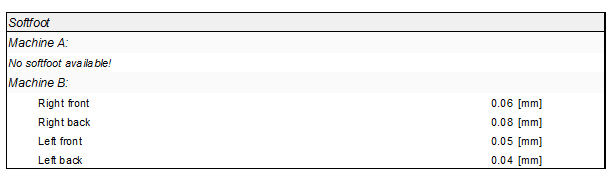 Softfoot
Machine A:
No softfoot available!
Machine B:
Right front 0.06 [mm]
Right back 0.08 [mm]
Left front 0.05 [mm]
Left back 0.04 [mm]